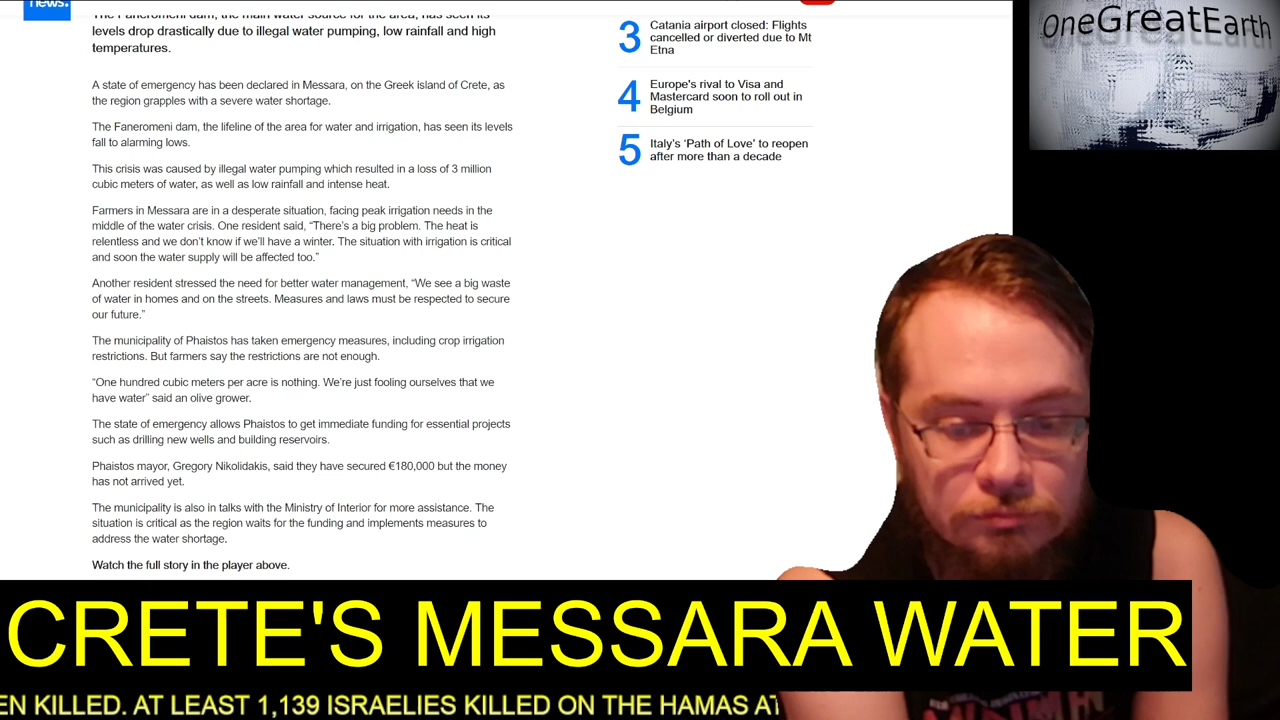 news.
The Faneromeni dam, the main water source for the area, has seen its
levels drop drastically due to illegal water pumping, low rainfall and high
temperatures.
A state of emergency has been declared in Messara, on the Greek island of Crete, as
the region grapples with a severe water shortage.
The Faneromeni dam, the lifeline of the area for water and irrigation, has seen its levels
fall to alarming lows.
This crisis was caused by illegal water pumping which resulted in a loss of 3 million
cubic meters of water, as well as low rainfall and intense heat.
Farmers in Messara are in a desperate situation, facing peak irrigation needs in the
middle of the water crisis. One resident said, “There’s a big problem. The heat is
relentless and we don’t know if we’ll have a winter. The situation with irrigation is critical
and soon the water supply will be affected too.”
Another resident stressed the need for better water management, “We see a big waste
of water in homes and on the streets. Measures and laws must be respected to secure
our future.”
The municipality of Phaistos has taken emergency measures, including crop irrigation
restrictions. But farmers say the restrictions are not enough.
“One hundred cubic meters per acre is nothing. We’re just fooling ourselves that we
have water” said an olive grower.
The state of emergency allows Phaistos to get immediate funding for essential projects
such as drilling new wells and building reservoirs.
Phaistos mayor, Gregory Nikolidakis, said they have secured €180,000 but the money
has not arrived yet.
The municipality is also in talks with the Ministry of Interior for more assistance. The
situation is critical as the region waits for the funding and implements measures to
address the water shortage.
Watch the full story in the player above.
3 Catania airport closed: Flights
cancelled or diverted due to Mt
Etna
4 Europe's rival to Visa and
Mastercard soon to roll out in
Belgium
5 Italy's ‘Path of Love’ to reopen
after more than a decade
OneGreatEarth
CRETE'S MESSARA WATER
EN KILLED. AT LEAST 1,139 ISRAELIES KILLED ON THE HAMAS AT